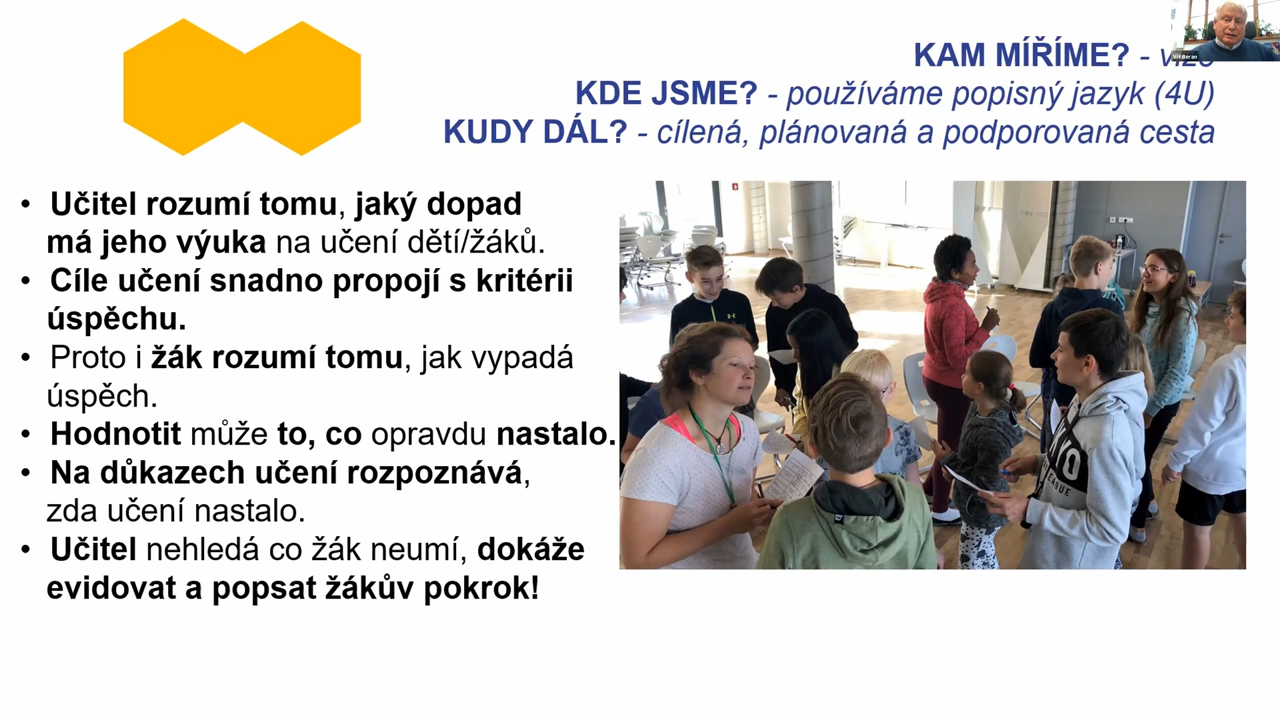 KAM MÍŘÍME? -
Vít Beran
KDE JSME? - používáme popisný jazyk (4U)
KUDY DÁL? - cílená, plánovaná a podporovaná cesta
• Učitel rozumí tomu, jaký dopad
má jeho výuka na učení dětí/žáků.
• Cíle učení snadno propojí s kritérii
úspěchu.
• Proto i žák rozumí tomu, jak vypadá
úspěch.
• Hodnotit může to, co opravdu nastalo.
• Na důkazech učení rozpoznává,
zda učení nastalo.
• Učitel nehledá co žák neumí, dokáže
evidovat a popsat žákův pokrok!